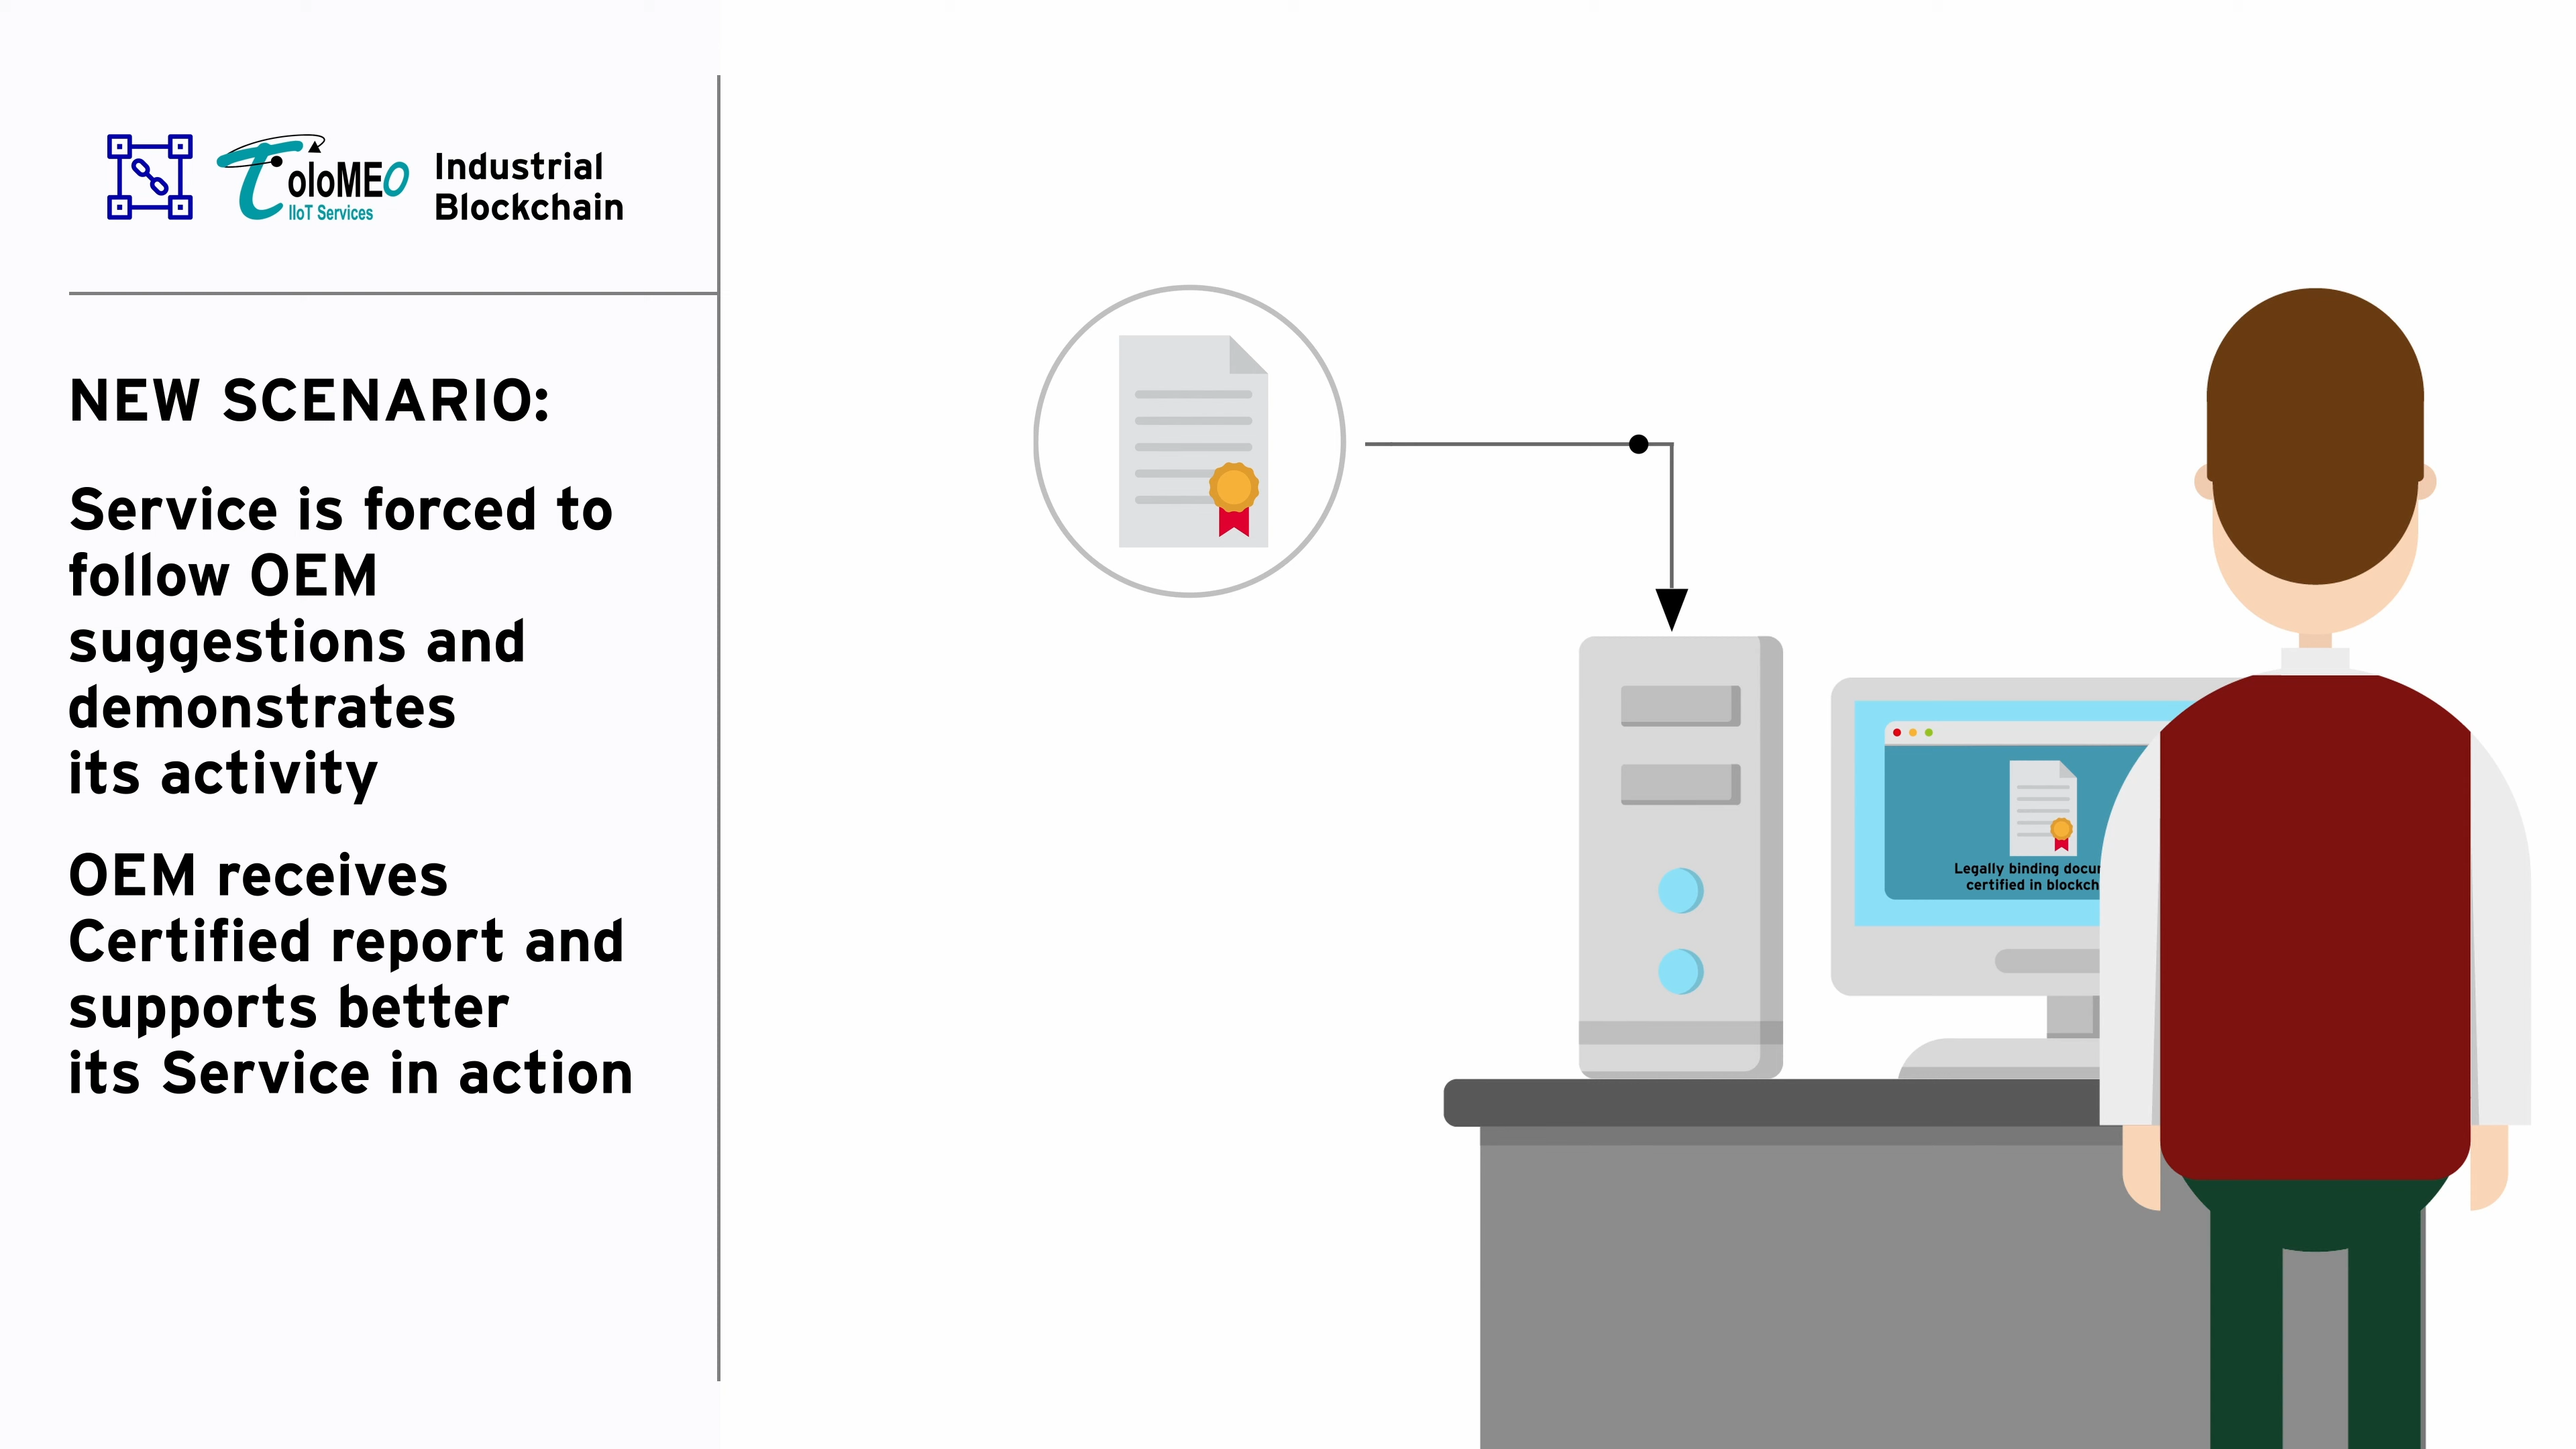 ToloMEO
IIoT Services
Industrial
Blockchain
NEW SCENARIO:
Service is forced to
follow OEM
suggestions and
demonstrates
its activity
OEM receives
Certified report and
supports better
its Service in action
Legally binding
certified in